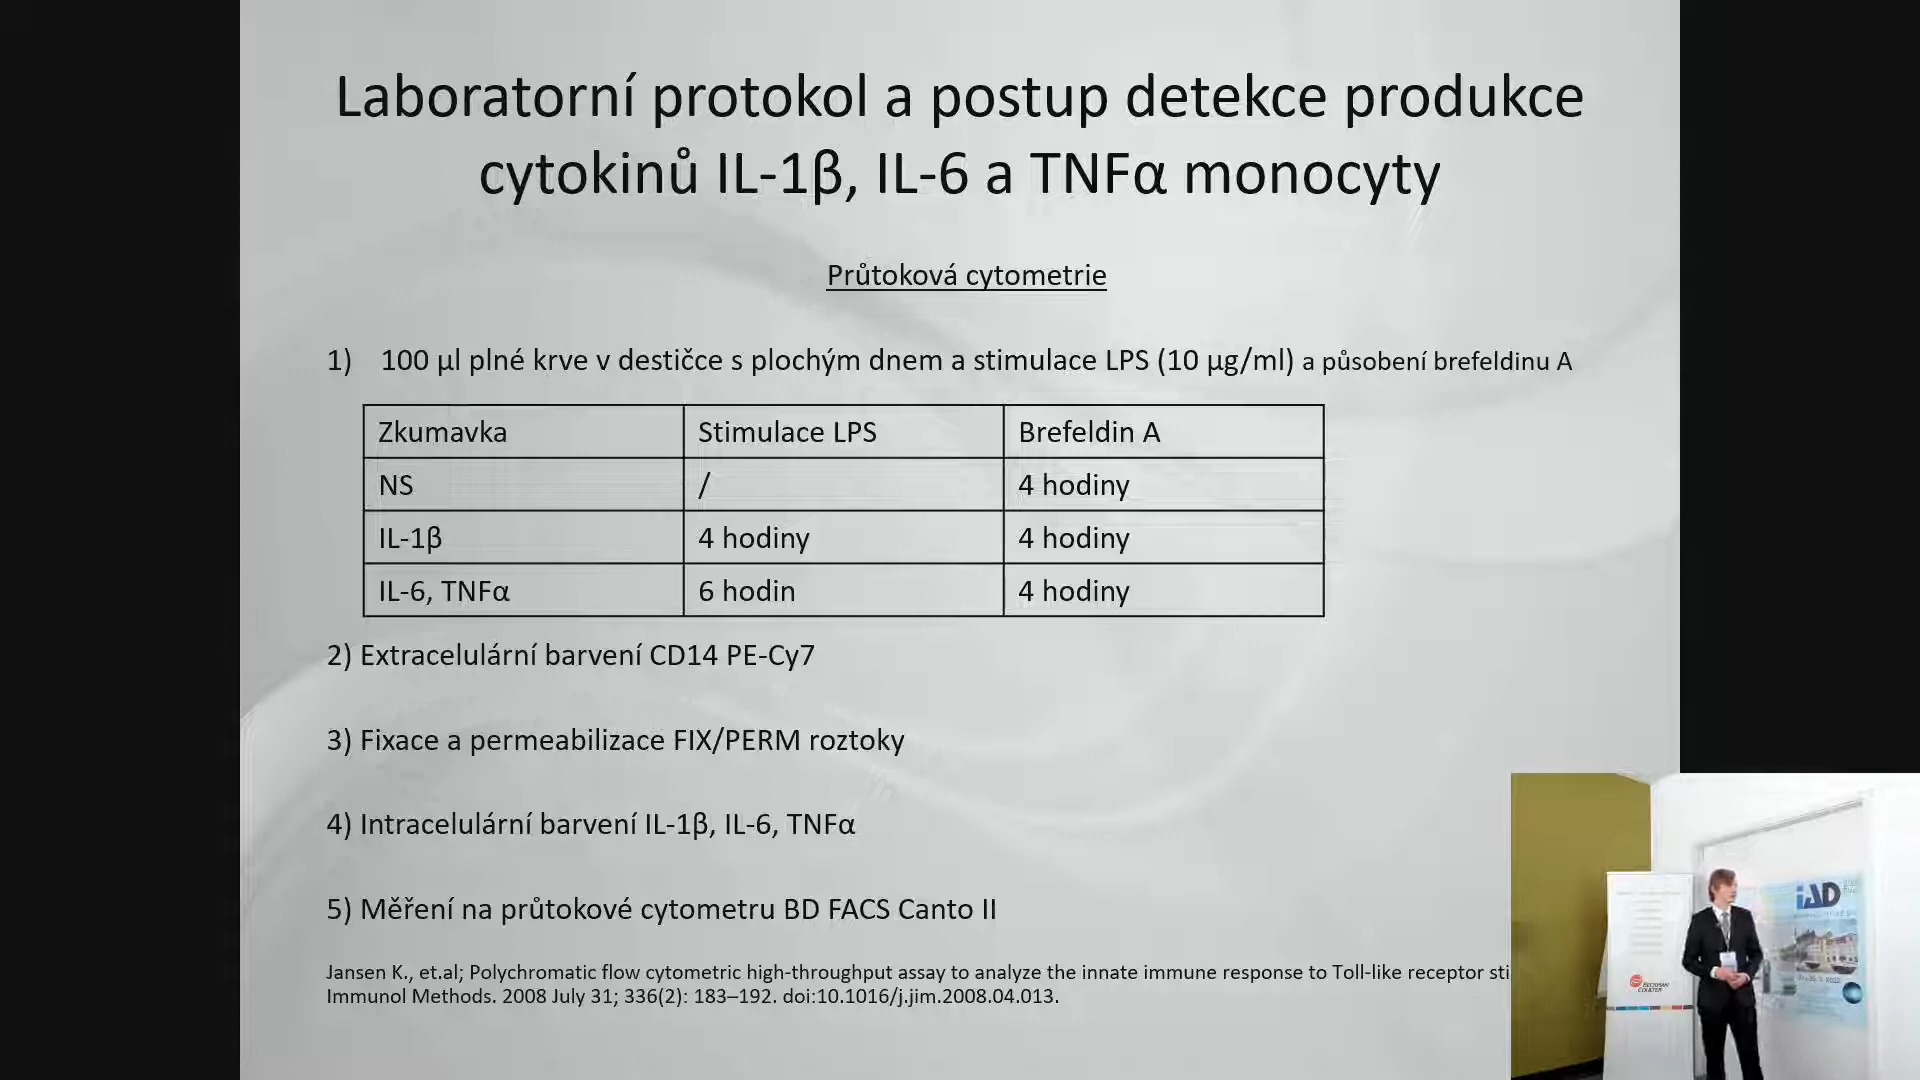 Laboratorní protokol a postup detekce produkce
cytokinů IL-1β, IL-6 a TNFα monocyty
Průtoková cytometrie
1) 100 µl plné krve v destičce s plochým dnem a stimulace LPS (10 µg/ml) a působení brefeldinu A
Zkumavka Stimulace LPS Brefeldin A
NS / 4 hodiny
IL-1β 4 hodiny 4 hodiny
IL-6, TNFα 6 hodin 4 hodiny
2) Extracelulární barvení CD14 PE-Cy7
3) Fixace a permeabilizace FIX/PERM roztoky
4) Intracelulární barvení IL-1β, IL-6, TNFα
5) Měření na průtokové cytometru BD FACS Canto II
Jansen K., et.al; Polychromatic flow cytometric high-throughput assay to analyze the innate immune response to Toll-like receptor sti
Immunol Methods. 2008 July 31; 336(2): 183–192. doi:10.1016/j.jim.2008.04.013.
iAD
BECKMAN
COULTER